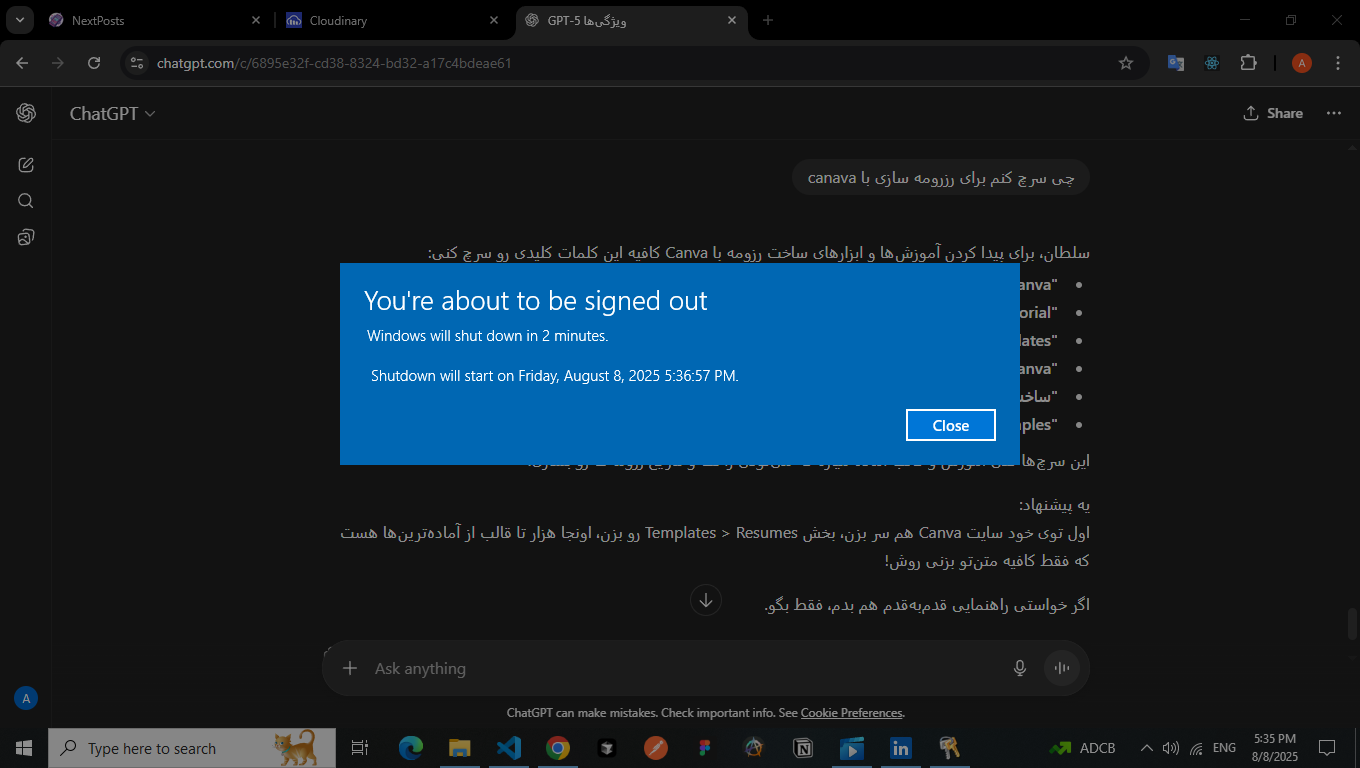 NextPosts
Cloudinary
ویژگی‌ها GPT-5
chatgpt.com/c/6895e32f-cd38-8324-bd32-a17c4bdeae61
A
ChatGPT
Share
چی سرچ کنم برای رزرومه سازی با canava
سلطان، برای پیدا کردن آموزش‌ها و ابزارهای ساخت رزومه با Canva کافیه این کلمات کلیدی رو سرچ کنی:
You're about to be signed out
Windows will shut down in 2 minutes.
Shutdown will start on Friday, August 8, 2025 5:36:57 PM.
Close
anva"
orial"
lates"
anva"
"ساخت
ples"
این سرچ‌ها
یه پیشنهاد:
اول توی خود سایت Canva هم سر بزن، بخش Templates > Resumes رو بزن، اونجا هزار تا قالب از آماده‌ترین‌ها هست
که فقط کافیه متن‌تو بزنی روش!
اگر خواستی راهنمایی قدم‌به‌قدم هم بدم، فقط بگو.
Ask anything
A
ChatGPT can make mistakes. Check important info. See Cookie Preferences.
Type here to search
ADCB
ENG
5:35 PM
8/8/2025